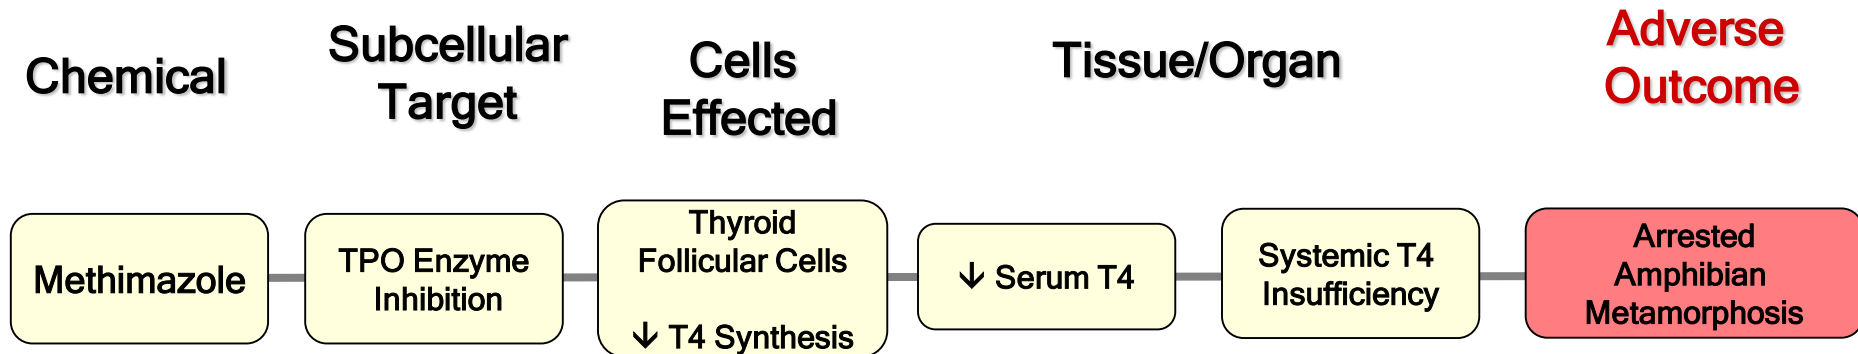 Chemical
Subcellular
Target
Cells
Effected
Tissue/Organ
Adverse
Outcome
Methimazole
TPO Enzyme
Inhibition
Thyroid
Follicular Cells
↓ T4 Synthesis
↓ Serum T4
Systemic T4
Insufficiency
Arrested
Amphibian
Metamorphosis